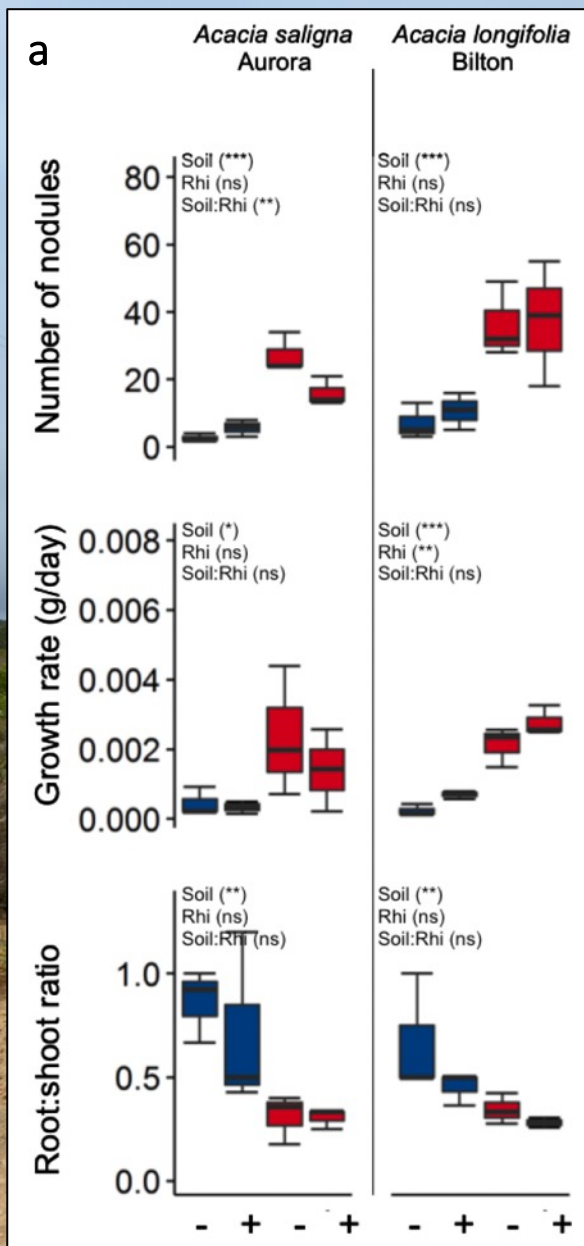 a
Acacia saligna
Aurora
Acacia longifolia
Bilton
Number of nodules
80
60
40
20
0
Soil (***)
Rhi (ns)
Soil:Rhi (**)
Soil (***)
Rhi (ns)
Soil:Rhi (ns)
Growth rate (g/day)
0.008
0.006
0.004
0.002
0.000
Soil (*)
Rhi (ns)
Soil:Rhi (ns)
Soil (***)
Rhi (**)
Soil:Rhi (ns)
Root:shoot ratio
1.0
0.5
0.0
Soil (**)
Rhi (ns)
Soil:Rhi (ns)
Soil (**)
Rhi (ns)
Soil:Rhi (ns)
- + - + - + - +